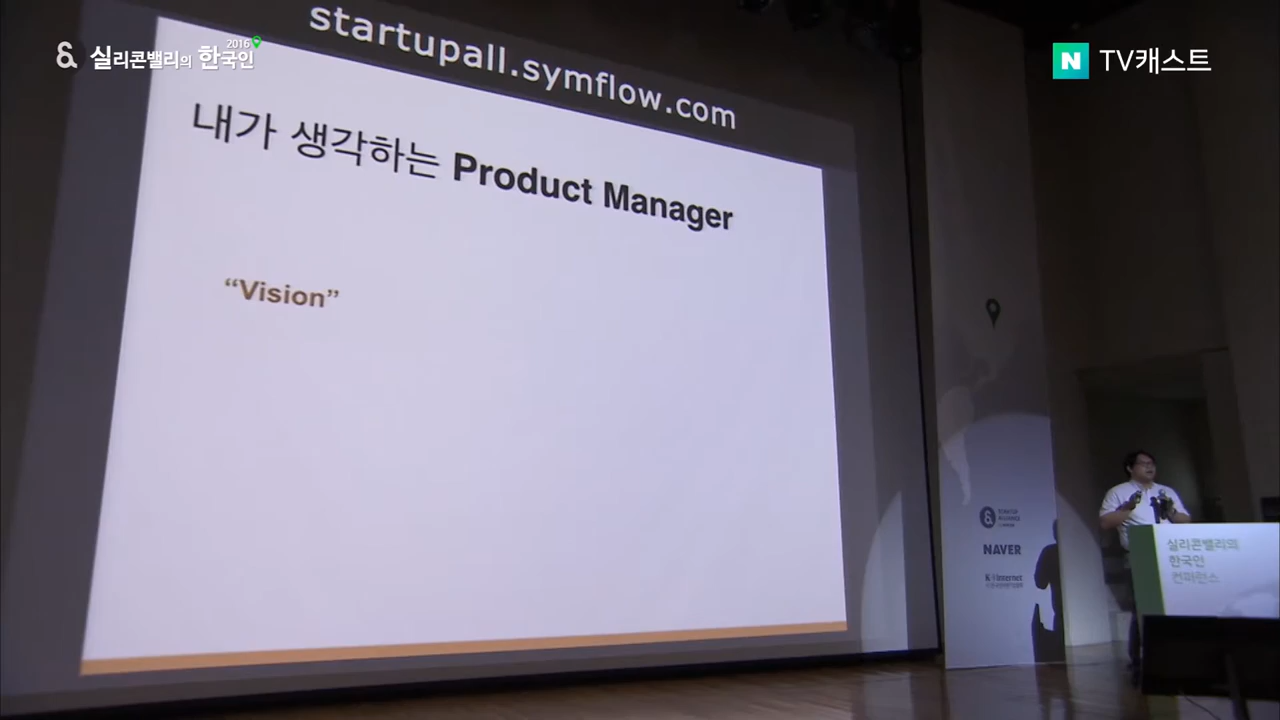 startupall.symflow.com
& 실리콘밸리의 한국인
2016
N TV캐스트
내가 생각하는 Product Manager
“Vision”
&
NAVER
실리콘밸리의
한국인
컨퍼런스